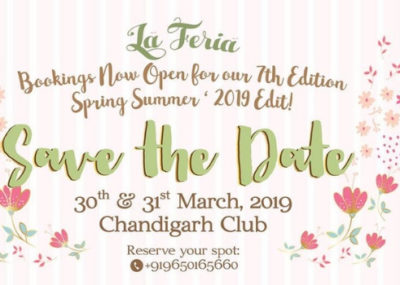 La Feria
Bookings Now Open for our 7th Edition
Spring Summer ‘ 2019 Edit!
Save the Date
30th & 31st March, 2019
Chandigarh Club
Reserve your spot:
+919650165660